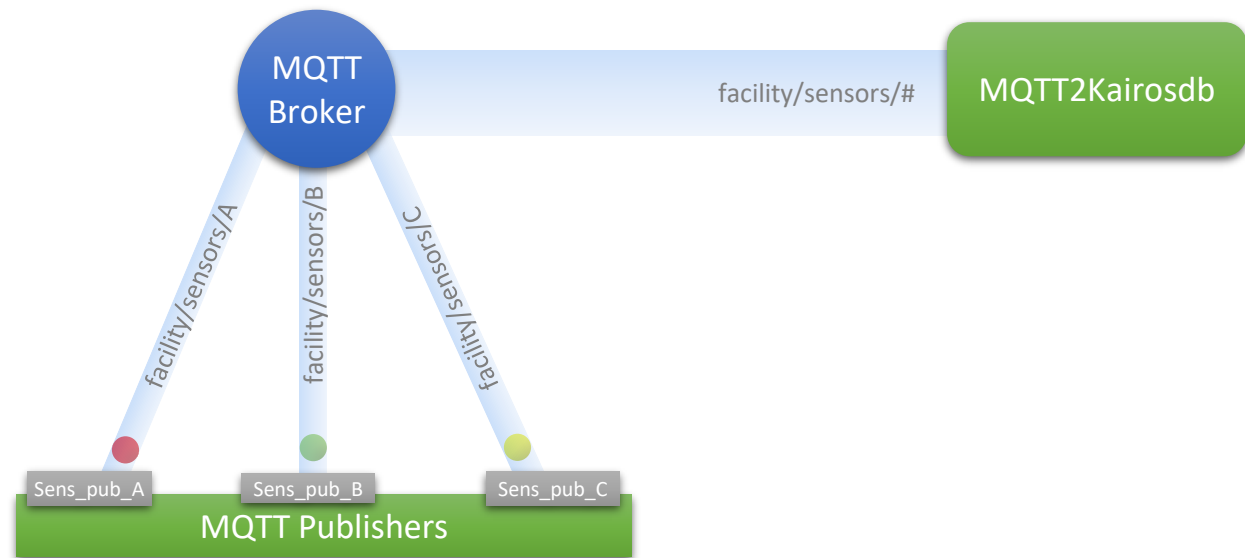 MQTT
Broker
facility/sensors/#
MQTT2Kairosdb
facility/sensors/A
facility/sensors/B
facility/sensors/C
Sens_pub_A
Sens_pub_B
Sens_pub_C
MQTT Publishers